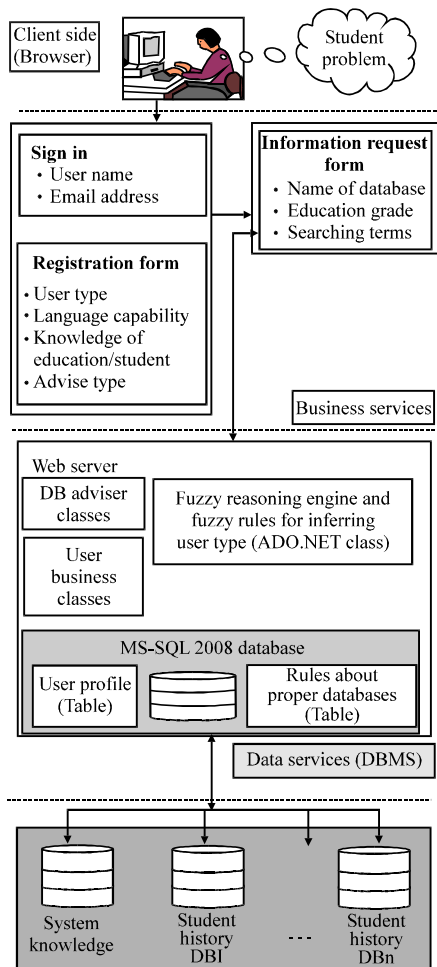 Client side
(Browser)
Student
problem
Sign in
• User name
• Email address
Information request
form
• Name of database
• Education grade
• Searching terms
Registration form
• User type
• Language capability
• Knowledge of
education/student
• Advise type
Business services
Web server
DB adviser
classes
Fuzzy reasoning engine and
fuzzy rules for inferring
user type (ADO.NET class)
User
business
classes
MS-SQL 2008 database
User profile
(Table)
Rules about
proper databases
(Table)
Data services (DBMS)
System
knowledge
Student
history
DBI
---
Student
history
DBn